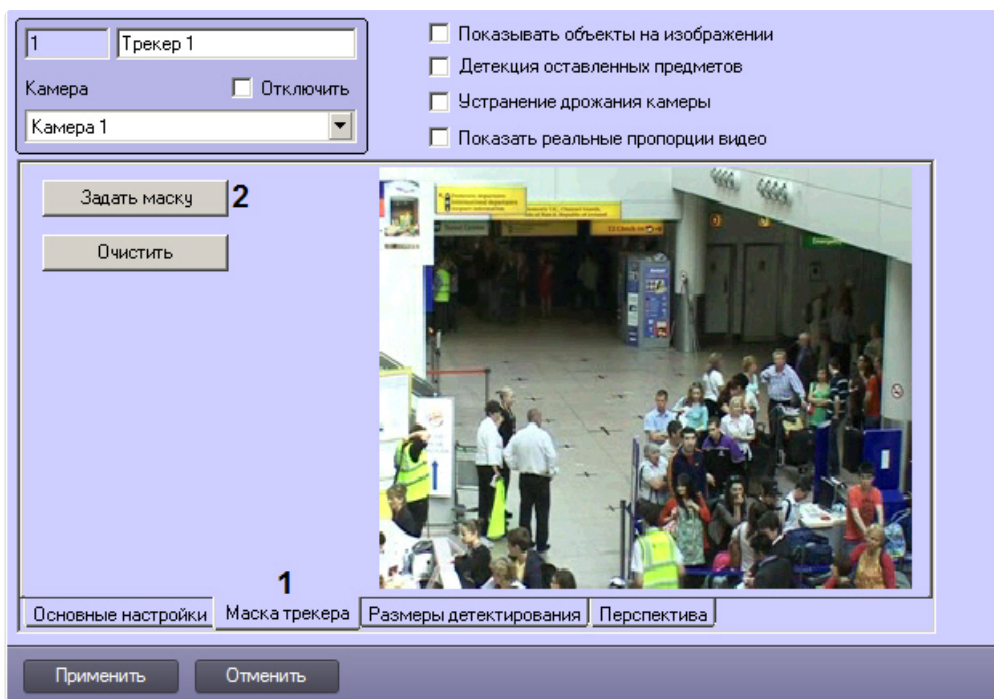 1 Трекер 1
Камера Отключить
Камера 1
Показывать объекты на изображении
Детекция оставленных предметов
Устранение дрожания камеры
Показать реальные пропорции видео
Задать маску 2
Очистить
1
Основные настройки Маска трекера Размеры детектирования Перспектива
Применить Отменить